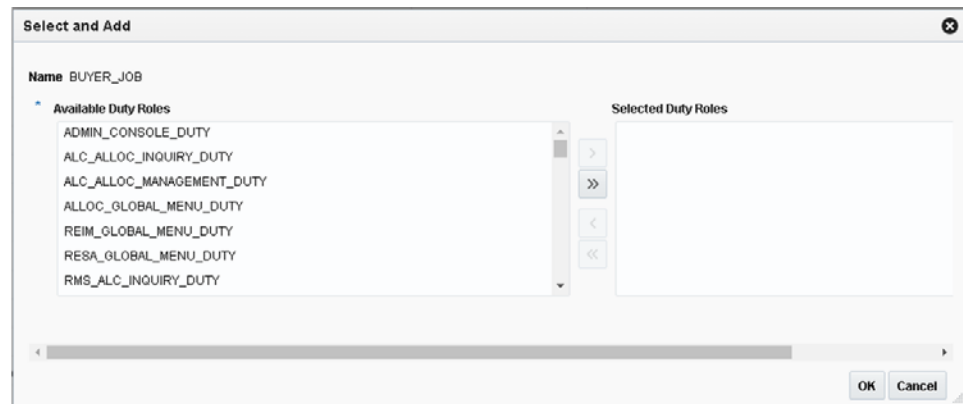 Select and Add
Name BUYER_JOB
* Available Duty Roles
Selected Duty Roles
ADMIN_CONSOLE_DUTY
ALC_ALLOC_INQUIRY_DUTY
ALC_ALLOC_MANAGEMENT_DUTY
ALLOC_GLOBAL_MENU_DUTY
REIM_GLOBAL_MENU_DUTY
RESA_GLOBAL_MENU_DUTY
RMS_ALC_INQUIRY_DUTY
OK Cancel